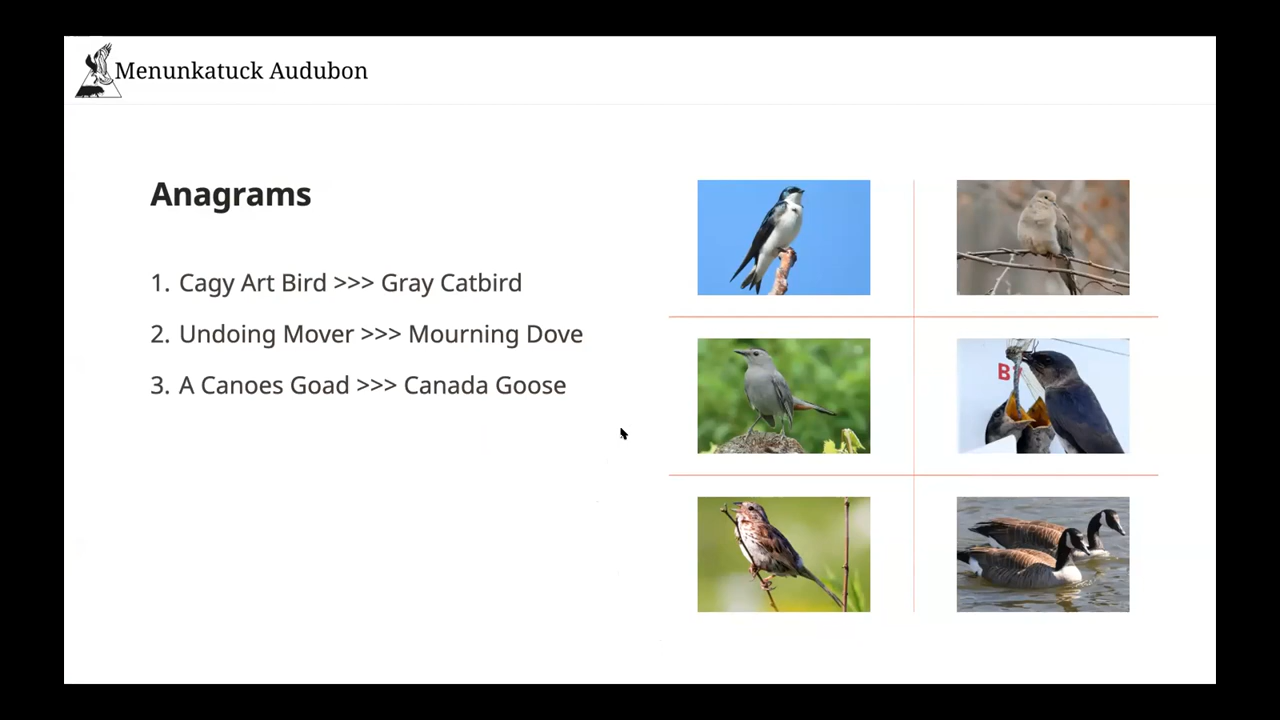 Menunkatuck Audubon
Anagrams
1. Cagy Art Bird >>> Gray Catbird
2. Undoing Mover >>> Mourning Dove
3. A Canoes Goad >>> Canada Goose